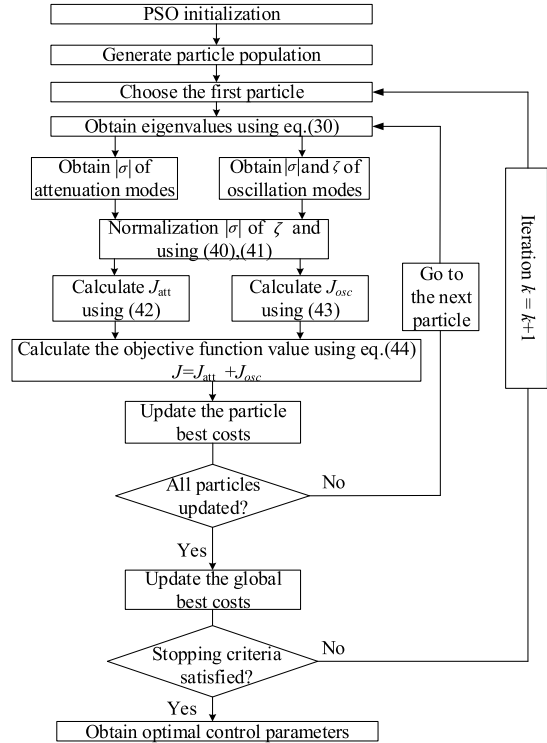 PSO initialization
Generate particle population
Choose the first particle
Obtain eigenvalues using eq.(30)
Obtain |σ| of
attenuation modes
Obtain |σ| and ζ of
oscillation modes
Normalization |σ| of ζ and
using (40),(41)
Calculate Jatt
using (42)
Calculate Josc
using (43)
Calculate the objective function value using eq.(44)
J=Jatt +Josc
Update the particle
best costs
All particles
updated?
No
Go to
the next
particle
Iteration k = k+1
Yes
Update the global
best costs
Stopping criteria
satisfied?
No
Yes
Obtain optimal control parameters